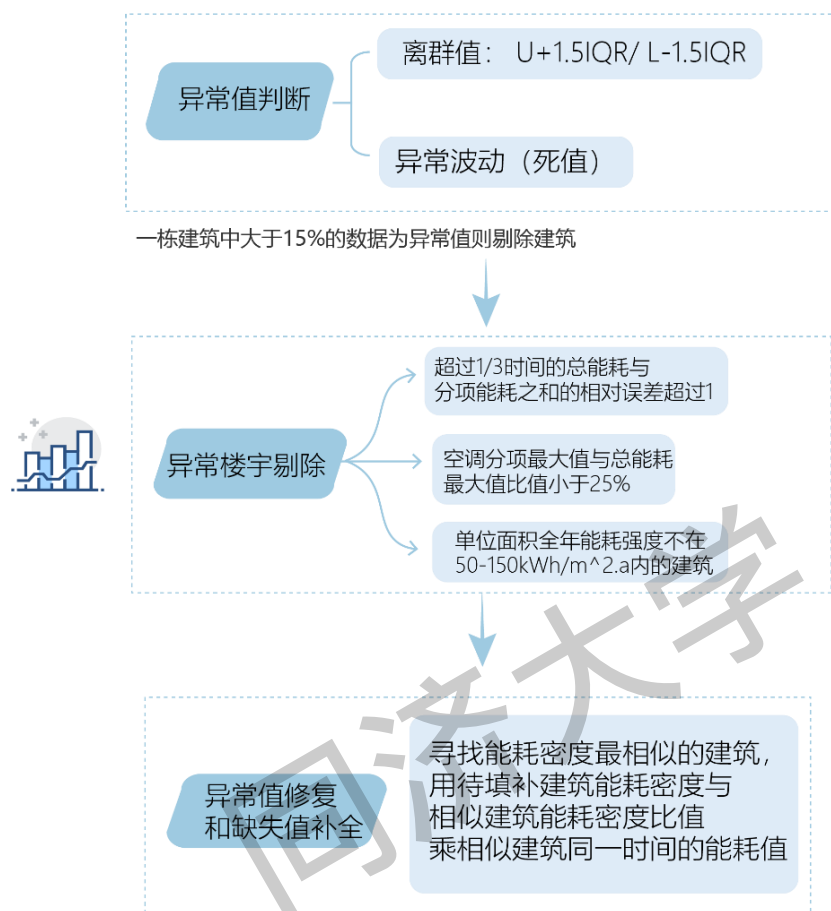 异常值判断
离群值： U+1.5IQR/ L-1.5IQR
异常波动（死值）
一栋建筑中大于15%的数据为异常值则剔除建筑
异常楼宇剔除
超过1/3时间的总能耗与
分项能耗之和的相对误差超过1
空调分项最大值与总能耗
最大值比值小于25%
单位面积全年能耗强度不在
50-150kWh/m^2.a内的建筑
异常值修复
和缺失值补全
寻找能耗密度最相似的建筑，
用待填补建筑能耗密度与
相似建筑能耗密度比值
乘相似建筑同一时间的能耗值
同济大学